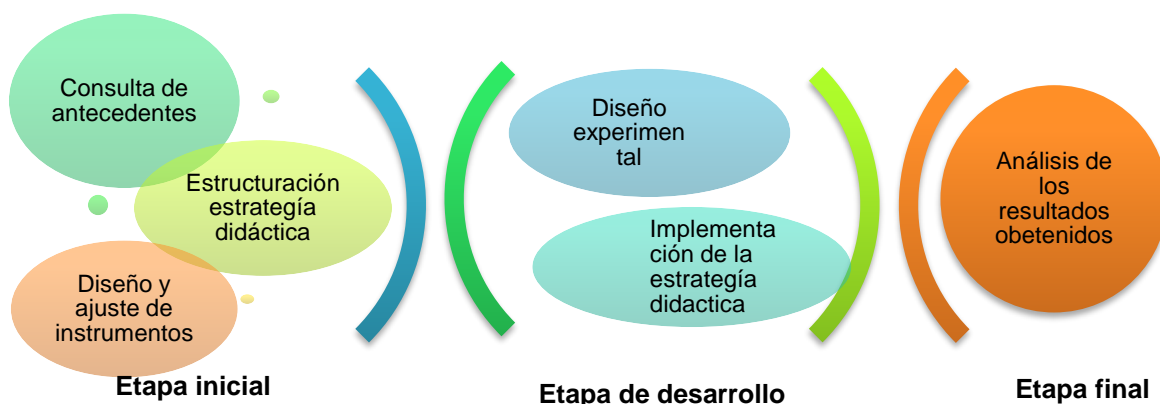 Consulta de
antecedentes
Estructuración
estrategía
didáctica
Diseño y
ajuste de
instrumentos
Etapa inicial
Diseño
experimen
tal
Implementa
ción de la
estrategía
didactica
Etapa de desarrollo
Análisis de
los
resultados
obetenidos
Etapa final